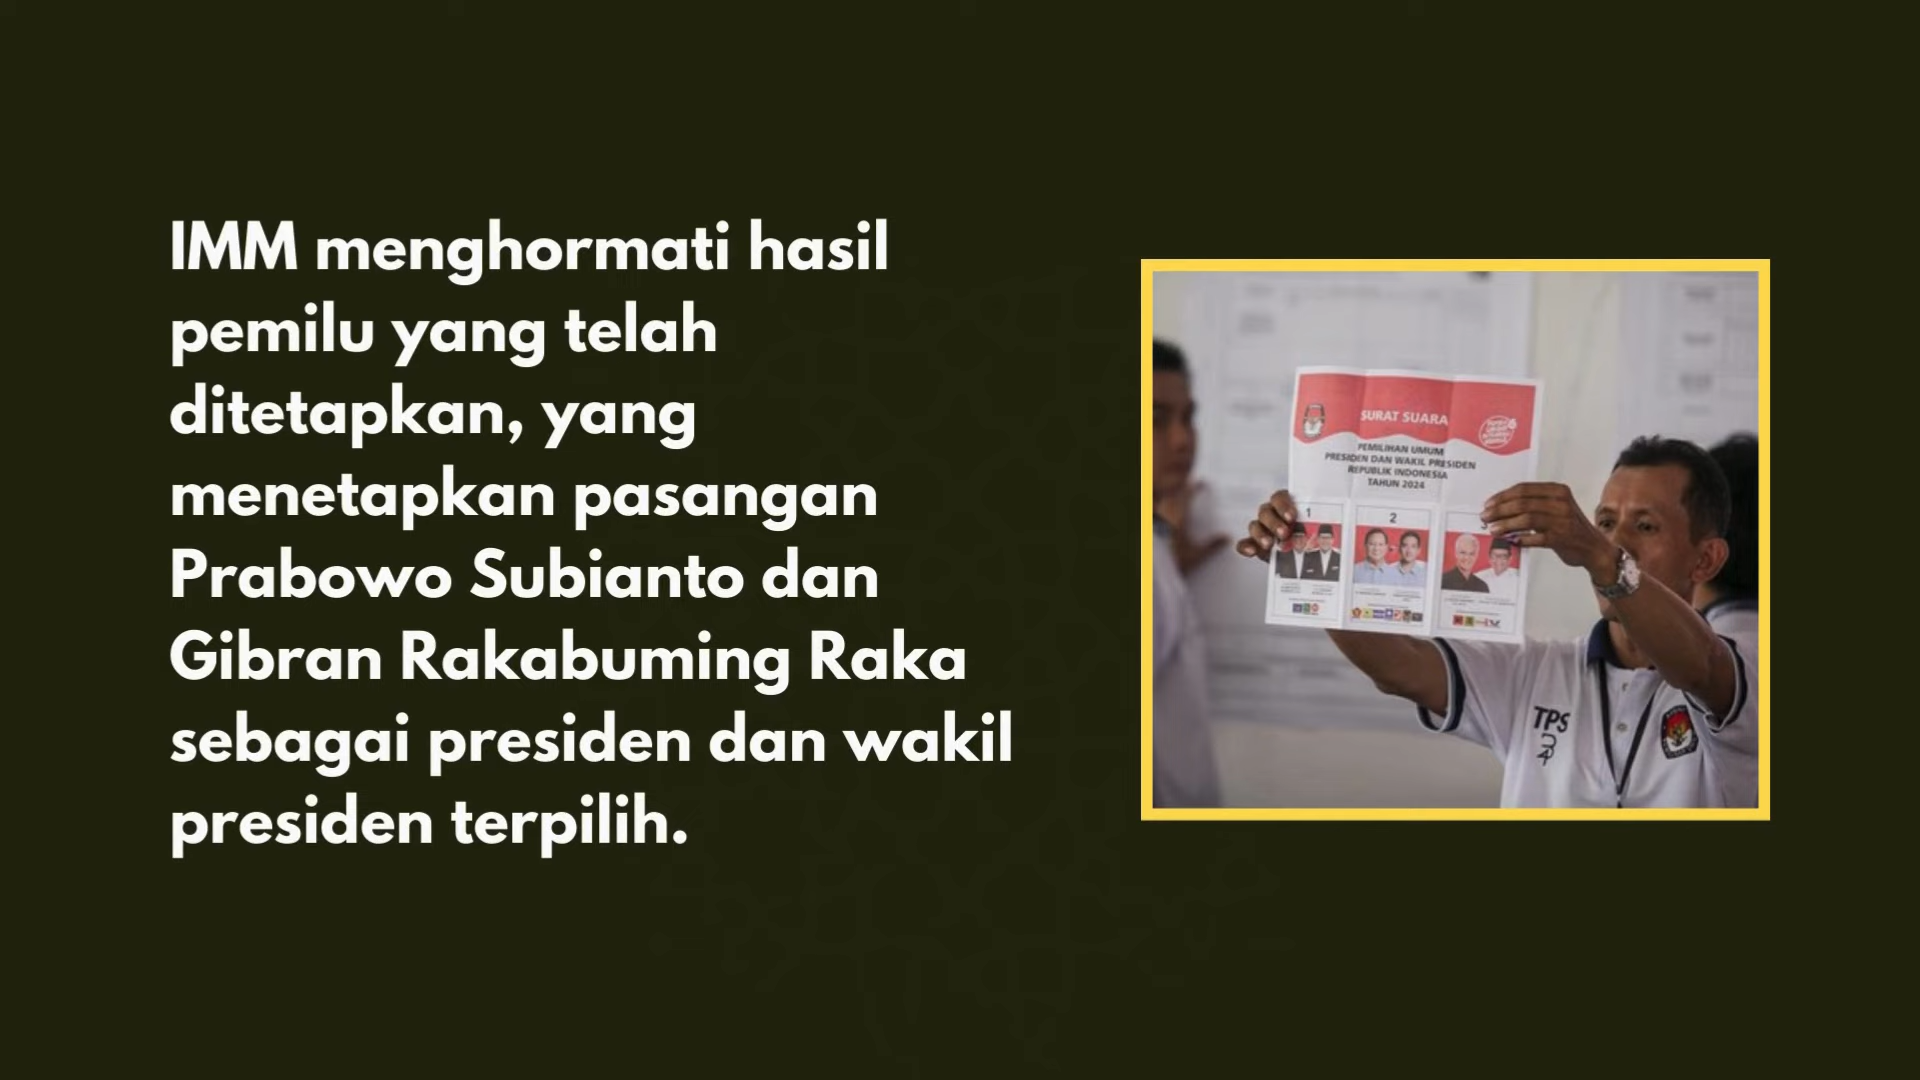 IMM menghormati hasil
pemilu yang telah
ditetapkan, yang
menetapkan pasangan
Prabowo Subianto dan
Gibran Rakabuming Raka
sebagai presiden dan wakil
presiden terpilih.
SURAT SUARA
PEMILIHAN UMUM
PRESIDEN DAN WAKIL PRESIDEN
REPUBLIK INDONESIA
TAHUN 2024
1
2
3
TPS